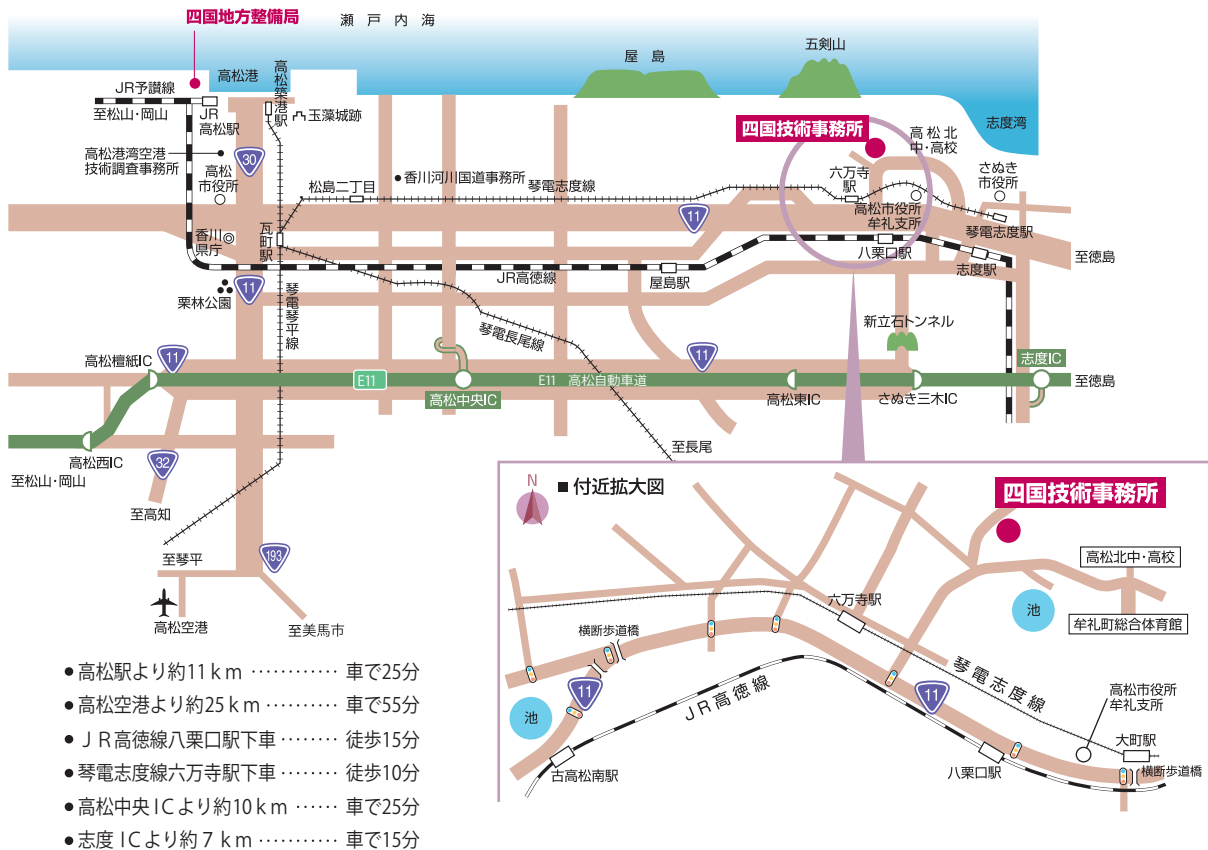 四国地方整備局
瀬戸内海
屋島
五剣山
JR予讃線
至松山・岡山
JR
高松駅
高松港
高松築港駅
玉藻城跡
志度湾
四国技術事務所
高松北
中・高校
高松港湾空港
技術調査事務所
30
高松
市役所
松島二丁目
香川河川国道事務所
琴電志度線
六万寺
駅
さぬき
市役所
11
高松市役所
牟礼支所
琴電志度駅
香川
県庁
瓦町駅
八栗口駅
至徳島
JR高徳線
屋島駅
志度駅
栗林公園
11
琴電琴平線
琴電長尾線
新立石トンネル
高松檀紙IC
11
11
志度IC
E11
高松中央IC
E11 高松自動車道
高松東IC
さぬき三木IC
至徳島
高松西IC
至松山・岡山
32
至長尾
至高知
至琴平
193
高松空港
至美馬市
N
■付近拡大図
四国技術事務所
高松北中・高校
池
牟礼町総合体育館
六万寺駅
横断歩道橋
11
池
JR高徳線
琴電志度線
11
高松市役所
牟礼支所
大町駅
古高松南駅
八栗口駅
横断歩道橋
●高松駅より約11km ………… 車で25分
●高松空港より約25km ……… 車で55分
●JR高徳線八栗口駅下車 …… 徒歩15分
●琴電志度線六万寺駅下車 …… 徒歩10分
●高松中央ICより約10km …… 車で25分
●志度ICより約7km ………… 車で15分